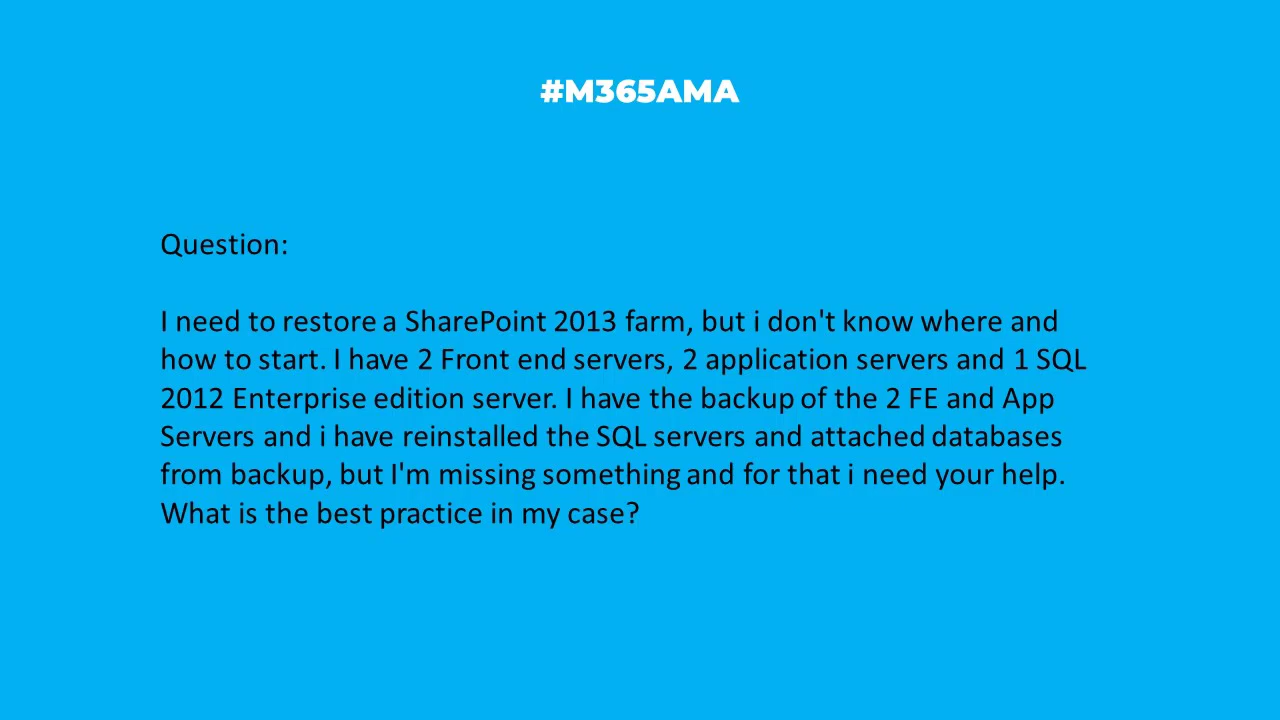 #M365AMA
Question:
I need to restore a SharePoint 2013 farm, but i don't know where and
how to start. I have 2 Front end servers, 2 application servers and 1 SQL
2012 Enterprise edition server. I have the backup of the 2 FE and App
Servers and i have reinstalled the SQL servers and attached databases
from backup, but I'm missing something and for that i need your help.
What is the best practice in my case?